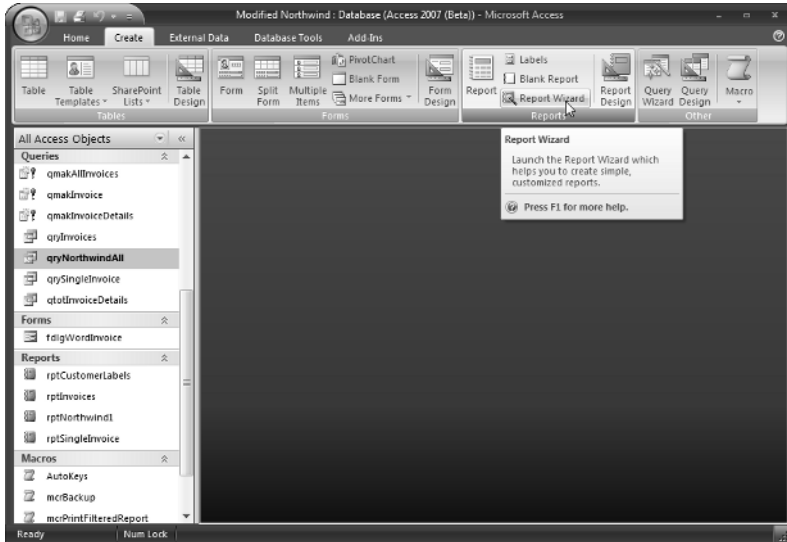 Modified Northwind : Database (Access 2007 (Beta)) - Microsoft Access
Home Create External Data Database Tools Add-Ins
Table
Table Templates
SharePoint Lists
Table Design
Tables
Form
Split Form
Multiple Items
PivotChart
Blank Form
More Forms
Form Design
Forms
Report
Labels
Blank Report
Report Wizard
Report Design
Reports
Query Wizard
Query Design
Macro
Other
All Access Objects
Queries
qmakAllInvoices
qmakInvoice
qmakInvoiceDetails
qryInvoices
qryNorthwindAll
qrySingleInvoice
qtotInvoiceDetails
Forms
fdlgWordInvoice
Reports
rptCustomerLabels
rptInvoices
rptNorthwind1
rptSingleInvoice
Macros
AutoKeys
mcrBackup
mcrPrintFilteredReport
Report Wizard
Launch the Report Wizard which
helps you to create simple,
customized reports.
Press F1 for more help.
Ready Num Lock